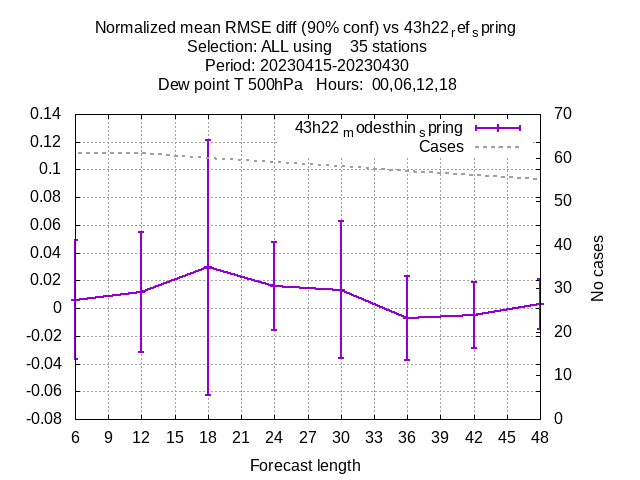 Normalized mean RMSE diff (90% conf) vs 43h22refspring
Selection: ALL using 35 stations
Period: 20230415-20230430
Dew point T 500hPa Hours: 00,06,12,18
43h22modesthinspring
Cases
0.14
0.12
0.1
0.08
0.06
0.04
0.02
0
-0.02
-0.04
-0.06
-0.08
70
60
50
40
30
20
10
0
No cases
6 9 12 15 18 21 24 27 30 33 36 39 42 45 48
Forecast length